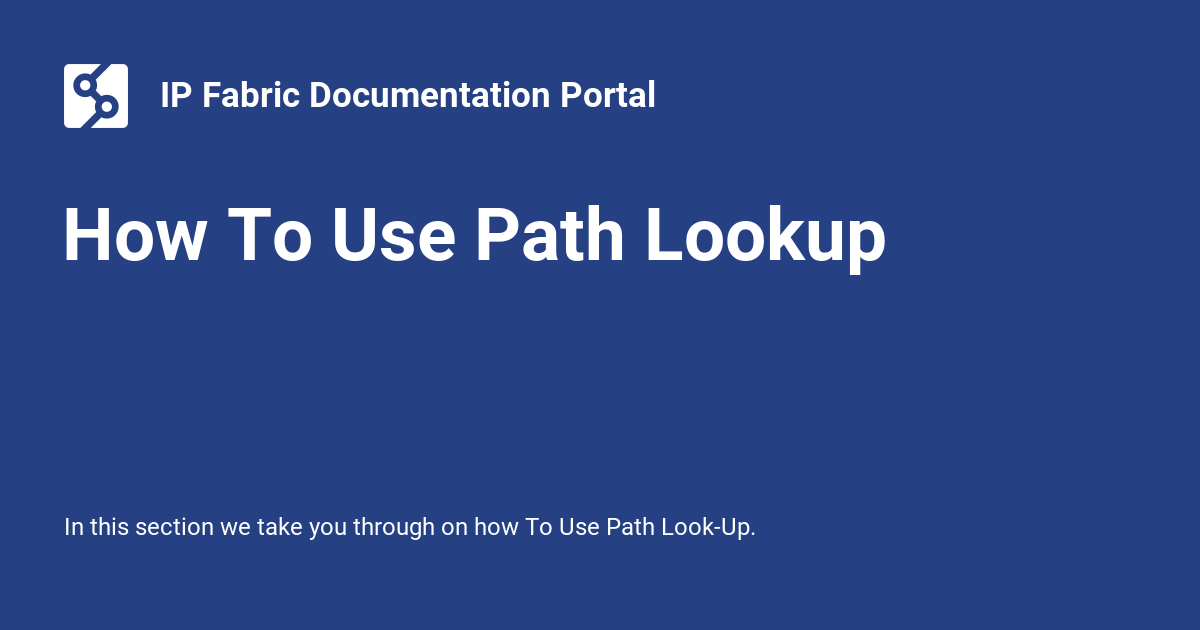 IP Fabric Documentation Portal
How To Use Path Lookup
In this section we take you through on how To Use Path Look-Up.